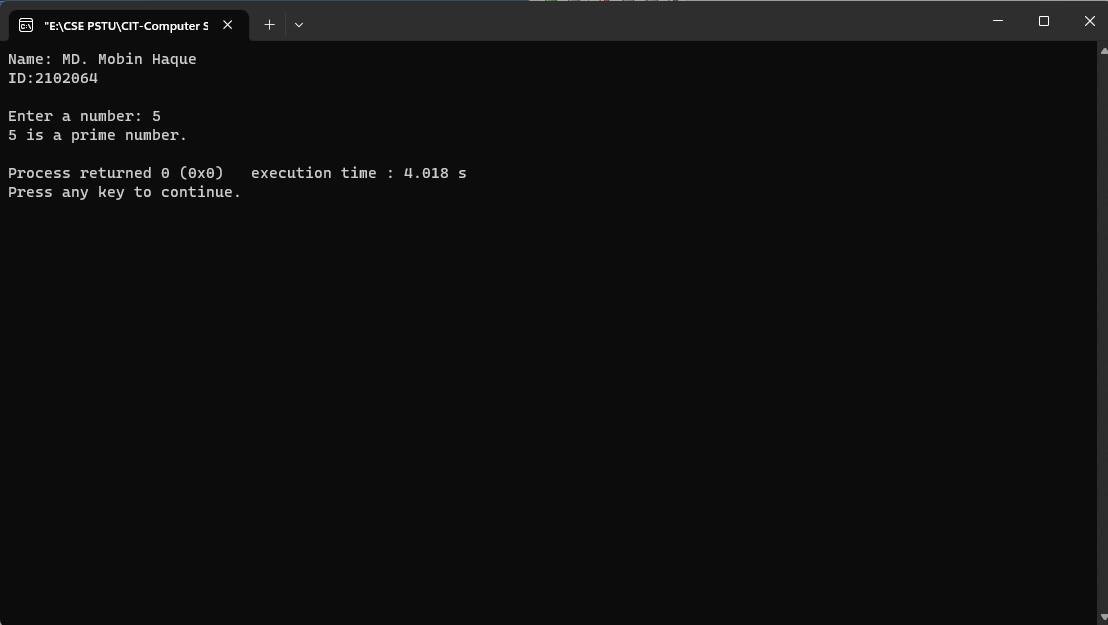 "E:\CSE PSTU\CIT-Computer S
Name: MD. Mobin Haque
ID:2102064
Enter a number: 5
5 is a prime number.
Process returned 0 (0x0)   execution time : 4.018 s
Press any key to continue.